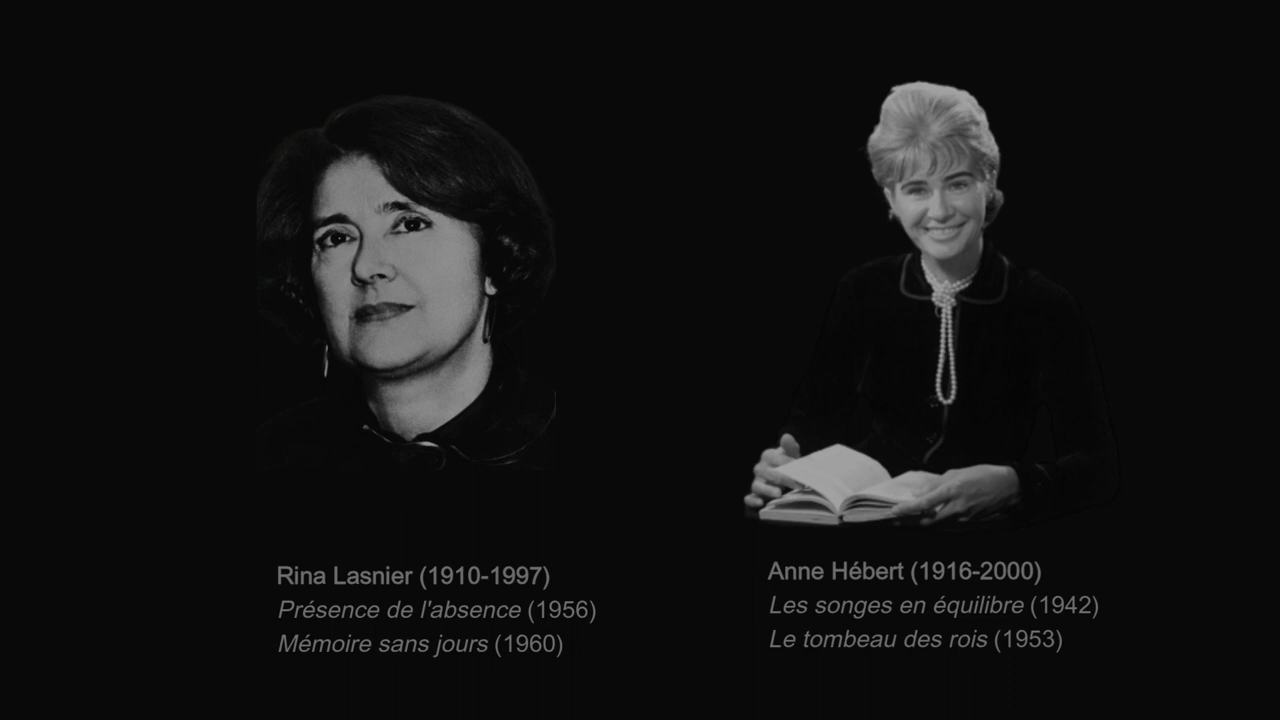 Rina Lasnier (1910-1997)
Présence de l'absence (1956)
Mémoire sans jours (1960)
Anne Hébert (1916-2000)
Les songes en équilibre (1942)
Le tombeau des rois (1953)